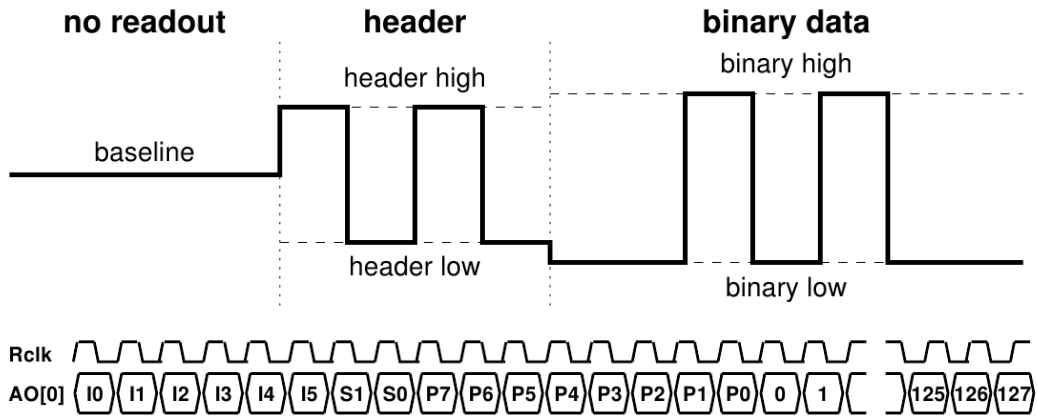 no readout header binary data
header high binary high
baseline
header low binary low
Rclk
AO[0] I0 I1 I2 I3 I4 I5 S1 S0 P7 P6 P5 P4 P3 P2 P1 P0 0 1 125 126 127